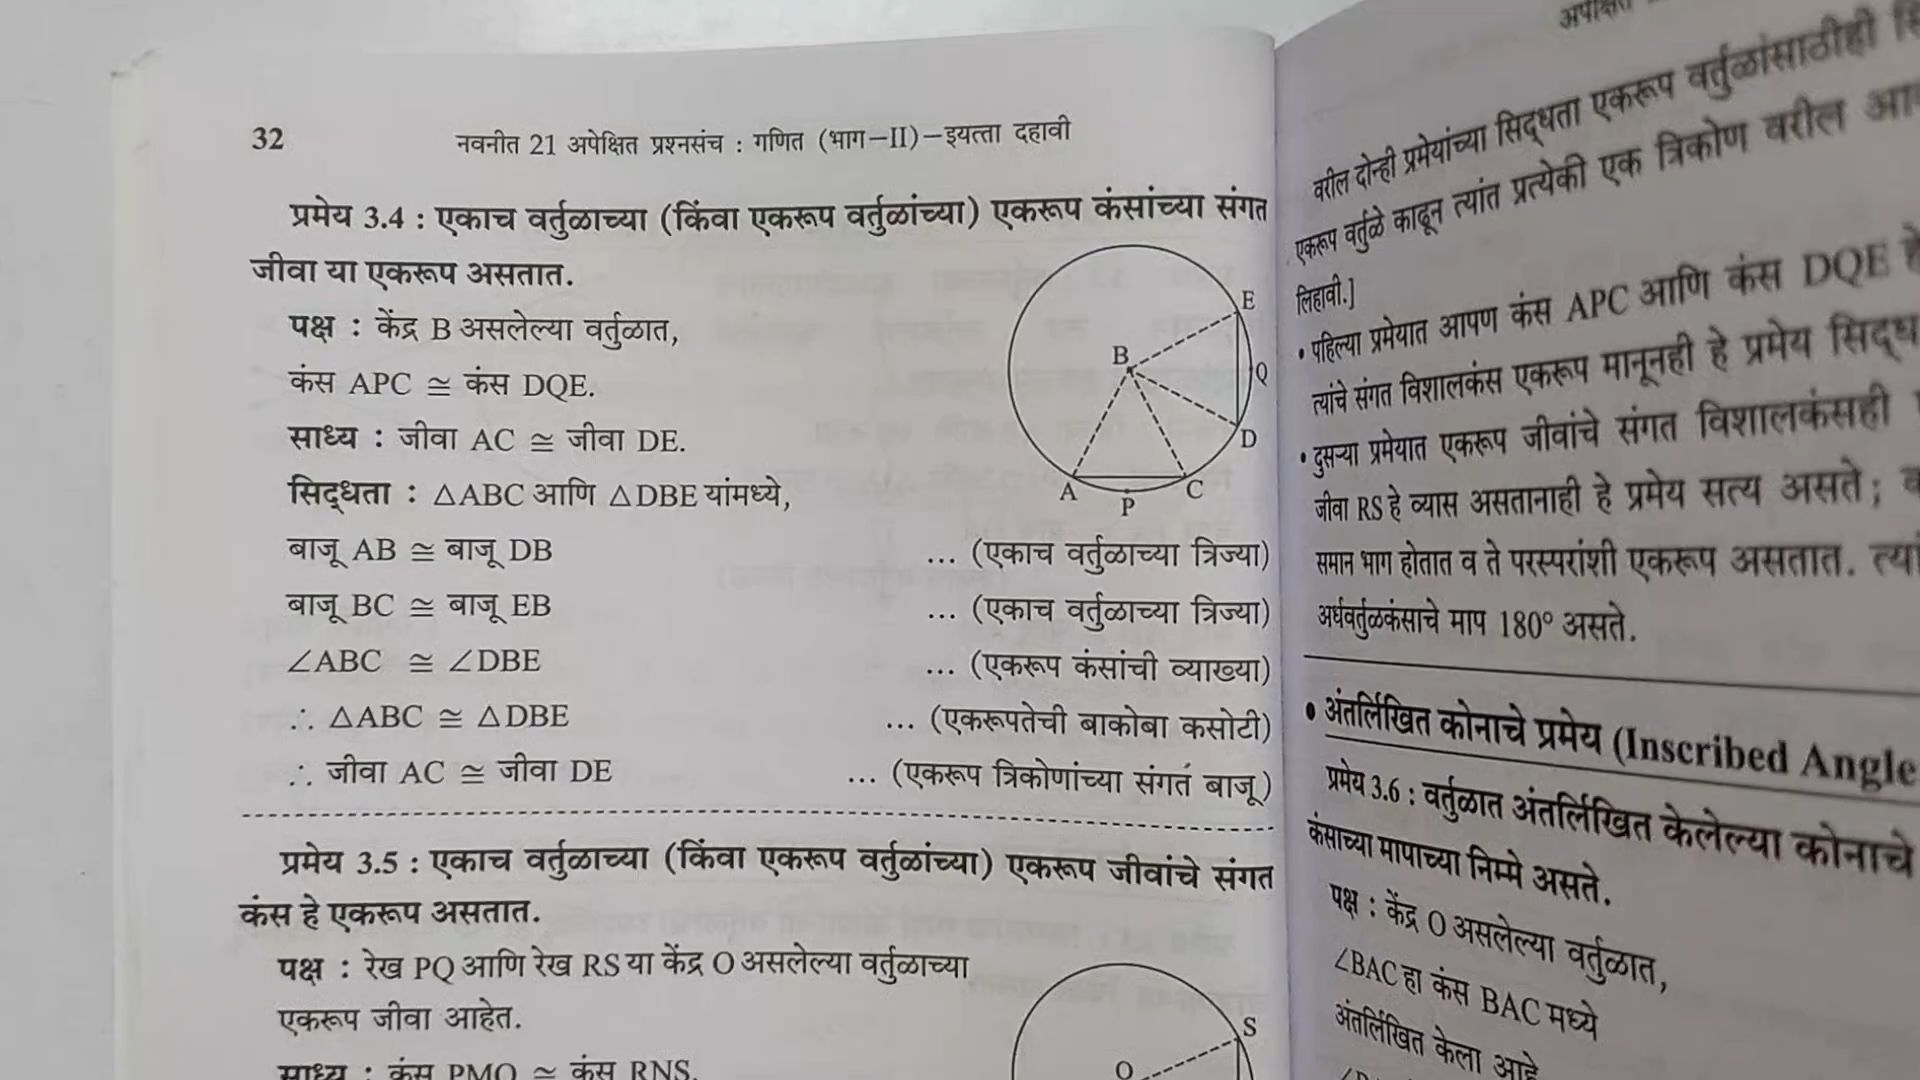 32
नवनीत 21 अपेक्षित प्रश्नसंच : गणित (भाग-II) – इयत्ता दहावी
प्रमेय 3.4 : एकाच वर्तुळाच्या (किंवा एकरूप वर्तुळांच्या) एकरूप कंसांच्या संगत
जीवा या एकरूप असतात.
पक्ष : केंद्र B असलेल्या वर्तुळात,
कंस APC ≅ कंस DQE.
साध्य : जीवा AC ≅ जीवा DE.
सिद्धता : △ABC आणि △DBE यांमध्ये,
बाजू AB ≅ बाजू DB ... (एकाच वर्तुळाच्या त्रिज्या)
बाजू BC ≅ बाजू EB ... (एकाच वर्तुळाच्या त्रिज्या)
∠ABC ≅ ∠DBE ... (एकरूप कंसांची व्याख्या)
∴ △ABC ≅ △DBE ... (एकरूपतेची बाकोबा कसोटी)
∴ जीवा AC ≅ जीवा DE ... (एकरूप त्रिकोणांच्या संगत बाजू)
E
B
Q
D
A
C
P
प्रमेय 3.5 : एकाच वर्तुळाच्या (किंवा एकरूप वर्तुळांच्या) एकरूप जीवांचे संगत
कंस हे एकरूप असतात.
पक्ष : रेख PQ आणि रेख RS या केंद्र O असलेल्या वर्तुळाच्या
एकरूप जीवा आहेत.
साध्य : कंस PMQ ≅ कंस RNS.
S
O
वरील दोन्ही प्रमेयांच्या सिद्धता एकरूप वर्तुळांसाठीही
एकरूप वर्तुळे काढून त्यांत प्रत्येकी एक त्रिकोण वरील
लिहावी.]
• पहिल्या प्रमेयात आपण कंस APC आणि कंस DQE हे
त्यांचे संगत विशालकंस एकरूप मानूनही हे प्रमेय
• दुसऱ्या प्रमेयात एकरूप जीवांचे संगत विशालकंसही
जीवा RS हे व्यास असतानाही हे प्रमेय सत्य असते;
समान भाग होतात व ते परस्परांशी एकरूप असतात.
अर्धवर्तुळकंसाचे माप 180° असते.
• अंतर्लिखित कोनाचे प्रमेय (Inscribed Angle
प्रमेय 3.6 : वर्तुळात अंतर्लिखित केलेल्या कोनाचे
कंसाच्या मापाच्या निम्मे असते.
पक्ष : केंद्र O असलेल्या वर्तुळात,
∠BAC हा कंस BAC मध्ये
अंतर्लिखित केला आहे